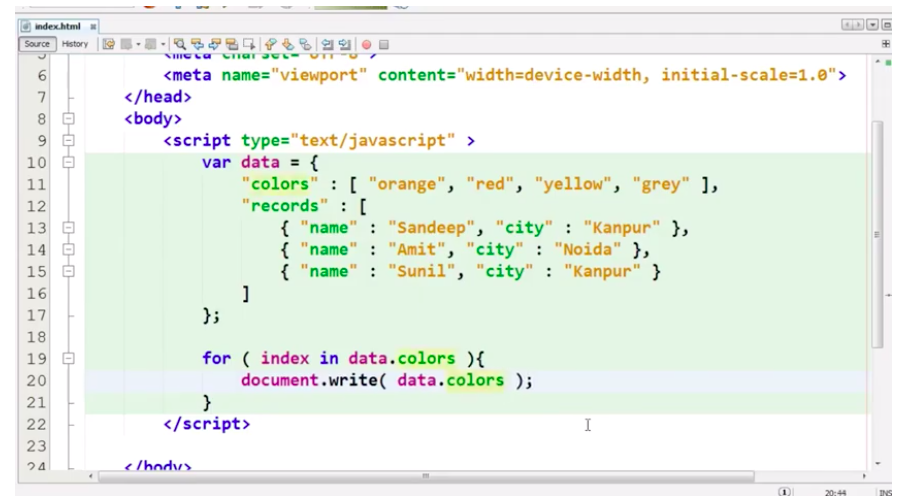 index.html
Source History
5 <meta charset="UTF-8">
6 <meta name="viewport" content="width=device-width, initial-scale=1.0">
7 </head>
8 <body>
9 <script type="text/javascript" >
10 var data = {
11 "colors" : [ "orange", "red", "yellow", "grey" ],
12 "records" : [
13 { "name" : "Sandeep", "city" : "Kanpur" },
14 { "name" : "Amit", "city" : "Noida" },
15 { "name" : "Sunil", "city" : "Kanpur" }
16 ]
17 };
18
19 for ( index in data.colors ){
20 document.write( data.colors );
21 }
22 </script>
23
24 </body>
1 20:44 INS